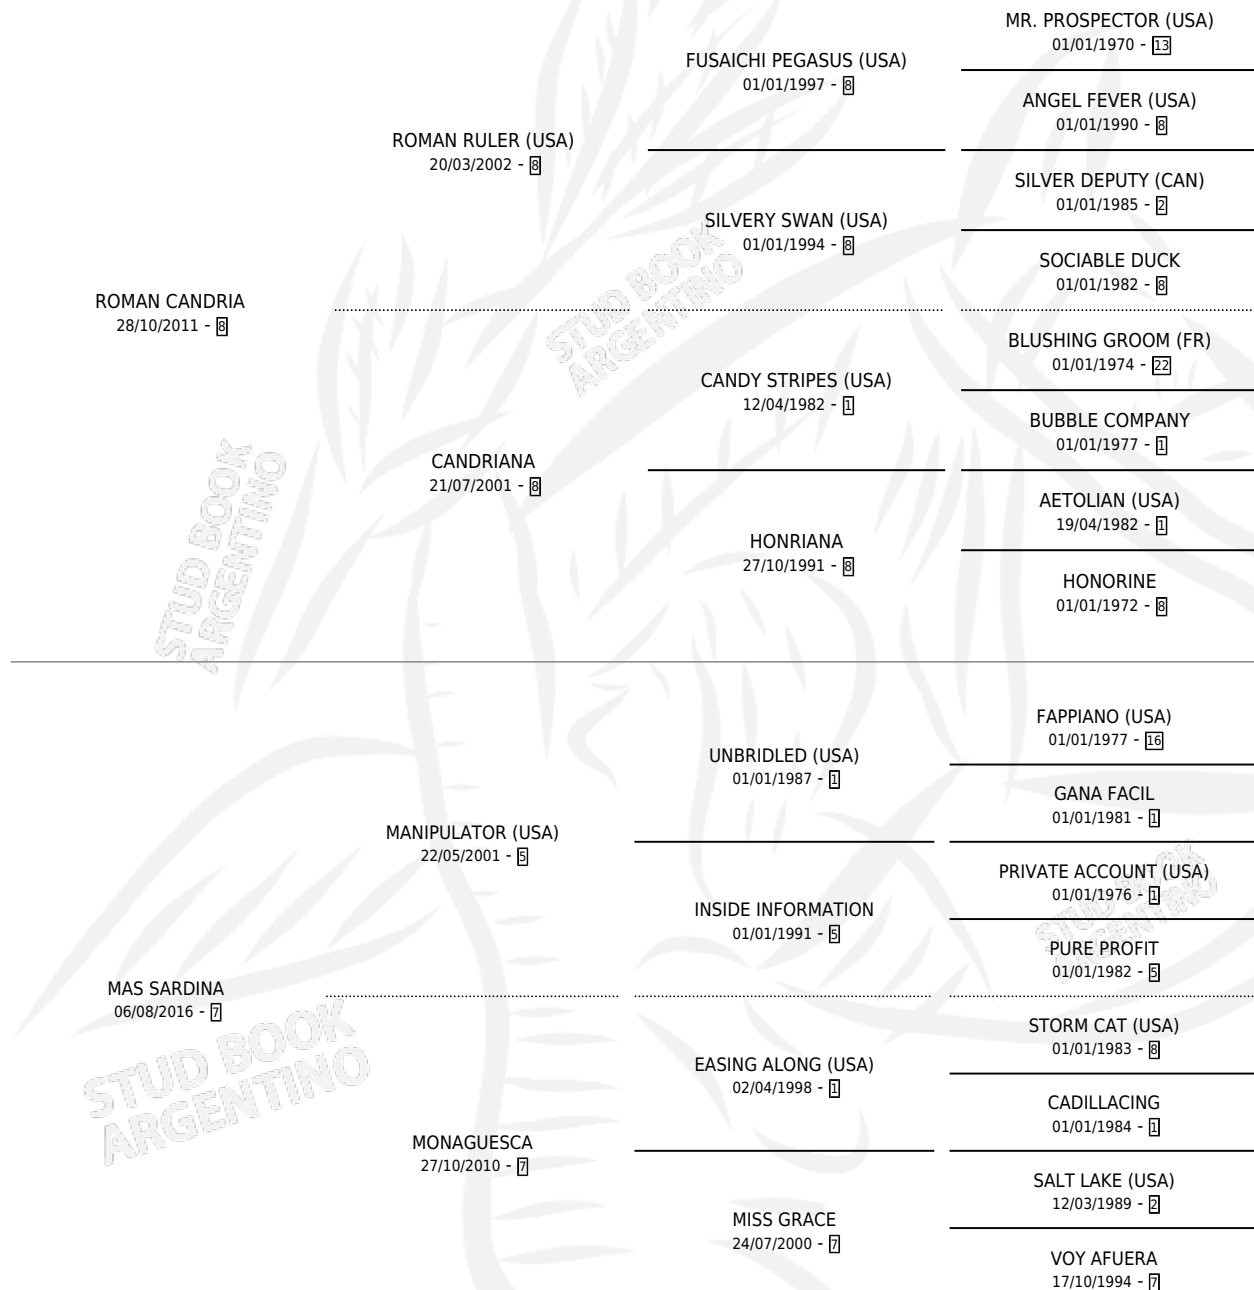 MR. PROSPECTOR (USA)
01/01/1970 - 13
FUSAICHI PEGASUS (USA)
01/01/1997 - 8
ANGEL FEVER (USA)
01/01/1990 - 8
ROMAN RULER (USA)
20/03/2002 - 8
SILVER DEPUTY (CAN)
01/01/1985 - 2
SILVERY SWAN (USA)
01/01/1994 - 8
SOCIABLE DUCK
01/01/1982 - 8
ROMAN CANDRIA
28/10/2011 - 8
STUD BOOK
ARGENTINO
BLUSHING GROOM (FR)
01/01/1974 - 22
CANDY STRIPES (USA)
12/04/1982 - 1
BUBBLE COMPANY
01/01/1977 - 1
CANDRIANA
21/07/2001 - 8
AETOLIAN (USA)
19/04/1982 - 1
HONRIANA
27/10/1991 - 8
HONORINE
01/01/1972 - 8
STUD BOOK
ARGENTINO
FAPPIANO (USA)
01/01/1977 - 16
UNBRIDLED (USA)
01/01/1987 - 1
GANA FACIL
01/01/1981 - 1
MANIPULATOR (USA)
22/05/2001 - 5
PRIVATE ACCOUNT (USA)
01/01/1976 - 1
INSIDE INFORMATION
01/01/1991 - 5
STUD BOOK
ARGENTINO
PURE PROFIT
01/01/1982 - 5
MAS SARDINA
06/08/2016 - 7
STUD BOOK
ARGENTINO
STORM CAT (USA)
01/01/1983 - 8
EASING ALONG (USA)
02/04/1998 - 1
CADILLACING
01/01/1984 - 1
MONAGUESCA
27/10/2010 - 7
SALT LAKE (USA)
12/03/1989 - 2
MISS GRACE
24/07/2000 - 7
VOY AFUERA
17/10/1994 - 7